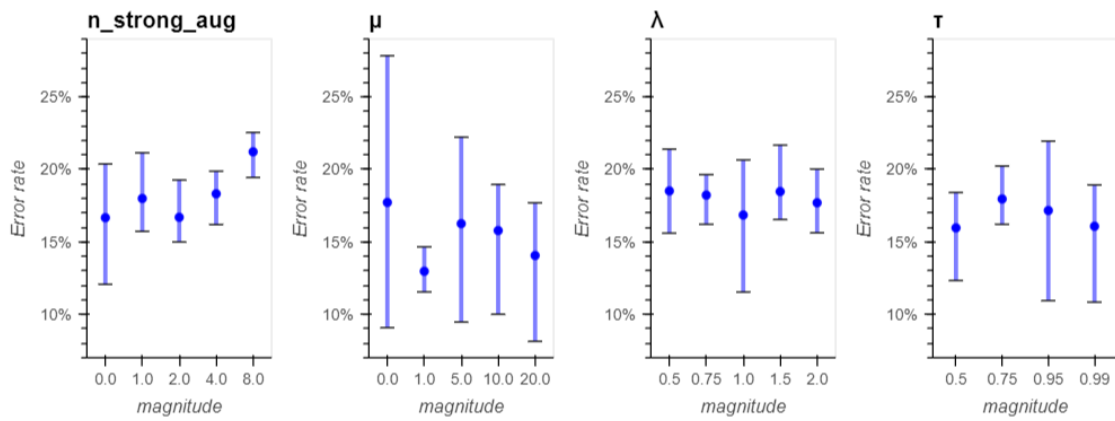 n_strong_aug
25%
20%
15%
10%
Error rate
0.0 1.0 2.0 4.0 8.0
magnitude
μ
25%
20%
15%
10%
Error rate
0.0 1.0 5.0 10.0 20.0
magnitude
λ
25%
20%
15%
10%
Error rate
0.5 0.75 1.0 1.5 2.0
magnitude
τ
25%
20%
15%
10%
Error rate
0.5 0.75 0.95 0.99
magnitude